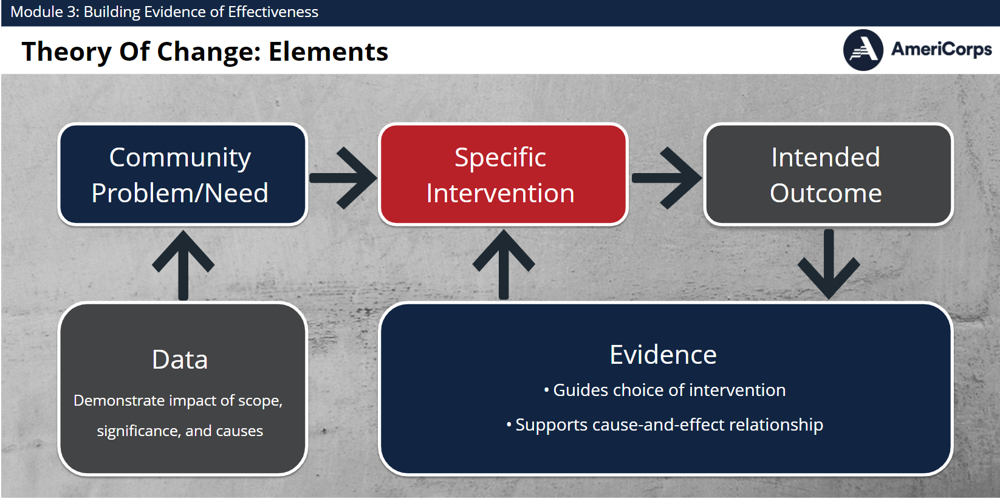 Module 3: Building Evidence of Effectiveness
Theory Of Change: Elements
AmeriCorps
Community
Problem/Need
Specific
Intervention
Intended
Outcome
Data
Demonstrate impact of scope,
significance, and causes
Evidence
• Guides choice of intervention
• Supports cause-and-effect relationship